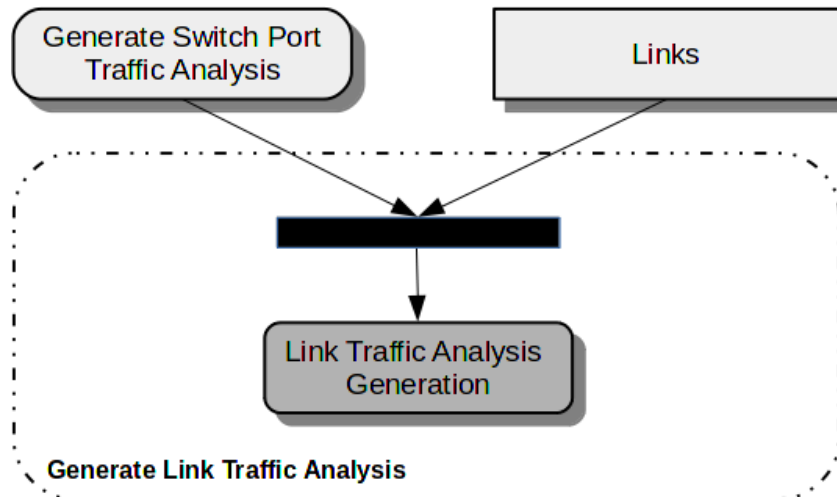 Generate Switch Port
Traffic Analysis
Links
Link Traffic Analysis
Generation
Generate Link Traffic Analysis